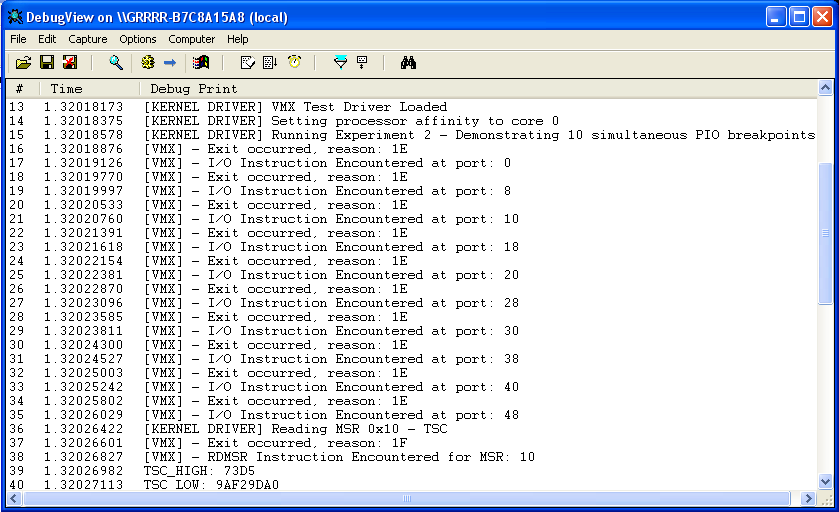 DebugView on \\GRRRR-B7C8A15A8 (local)
File Edit Capture Options Computer Help
# Time Debug Print
13 1.32018173 [KERNEL DRIVER] VMX Test Driver Loaded
14 1.32018375 [KERNEL DRIVER] Setting processor affinity to core 0
15 1.32018578 [KERNEL DRIVER] Running Experiment 2 - Demonstrating 10 simultaneous PIO breakpoints
16 1.32018876 [VMX] - Exit occurred, reason: 1E
17 1.32019126 [VMX] - I/O Instruction Encountered at port: 0
18 1.32019770 [VMX] - Exit occurred, reason: 1E
19 1.32019997 [VMX] - I/O Instruction Encountered at port: 8
20 1.32020533 [VMX] - Exit occurred, reason: 1E
21 1.32020760 [VMX] - I/O Instruction Encountered at port: 10
22 1.32021391 [VMX] - Exit occurred, reason: 1E
23 1.32021618 [VMX] - I/O Instruction Encountered at port: 18
24 1.32022154 [VMX] - Exit occurred, reason: 1E
25 1.32022381 [VMX] - I/O Instruction Encountered at port: 20
26 1.32022870 [VMX] - Exit occurred, reason: 1E
27 1.32023096 [VMX] - I/O Instruction Encountered at port: 28
28 1.32023585 [VMX] - Exit occurred, reason: 1E
29 1.32023811 [VMX] - I/O Instruction Encountered at port: 30
30 1.32024300 [VMX] - Exit occurred, reason: 1E
31 1.32024527 [VMX] - I/O Instruction Encountered at port: 38
32 1.32025003 [VMX] - Exit occurred, reason: 1E
33 1.32025242 [VMX] - I/O Instruction Encountered at port: 40
34 1.32025802 [VMX] - Exit occurred, reason: 1E
35 1.32026029 [VMX] - I/O Instruction Encountered at port: 48
36 1.32026422 [KERNEL DRIVER] Reading MSR 0x10 - TSC
37 1.32026601 [VMX] - Exit occurred, reason: 1F
38 1.32026827 [VMX] - RDMSR Instruction Encountered for MSR: 10
39 1.32026982 TSC_HIGH: 73D5
40 1.32027113 TSC_LOW: 9AF29DA0